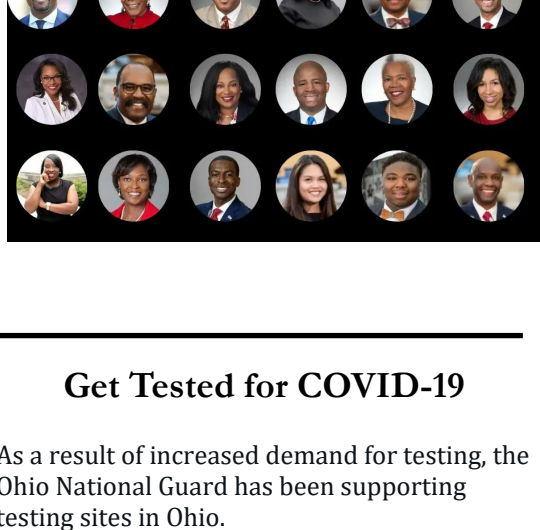 Get Tested for COVID-19
As a result of increased demand for testing, the
Ohio National Guard has been supporting
testing sites in Ohio.